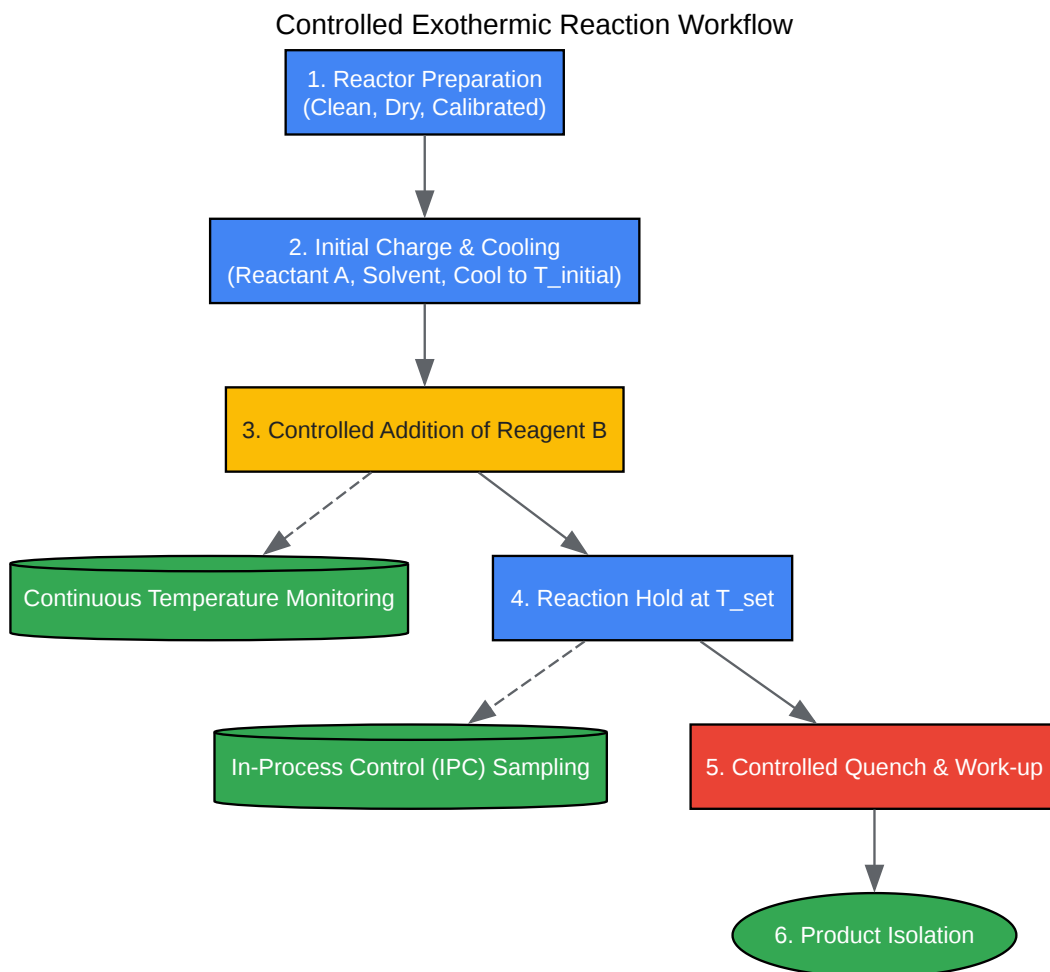 Controlled Exothermic Reaction Workflow
1. Reactor Preparation
(Clean, Dry, Calibrated)
2. Initial Charge & Cooling
(Reactant A, Solvent, Cool to T_initial)
3. Controlled Addition of Reagent B
Continuous Temperature Monitoring
4. Reaction Hold at T_set
In-Process Control (IPC) Sampling
5. Controlled Quench & Work-up
6. Product Isolation